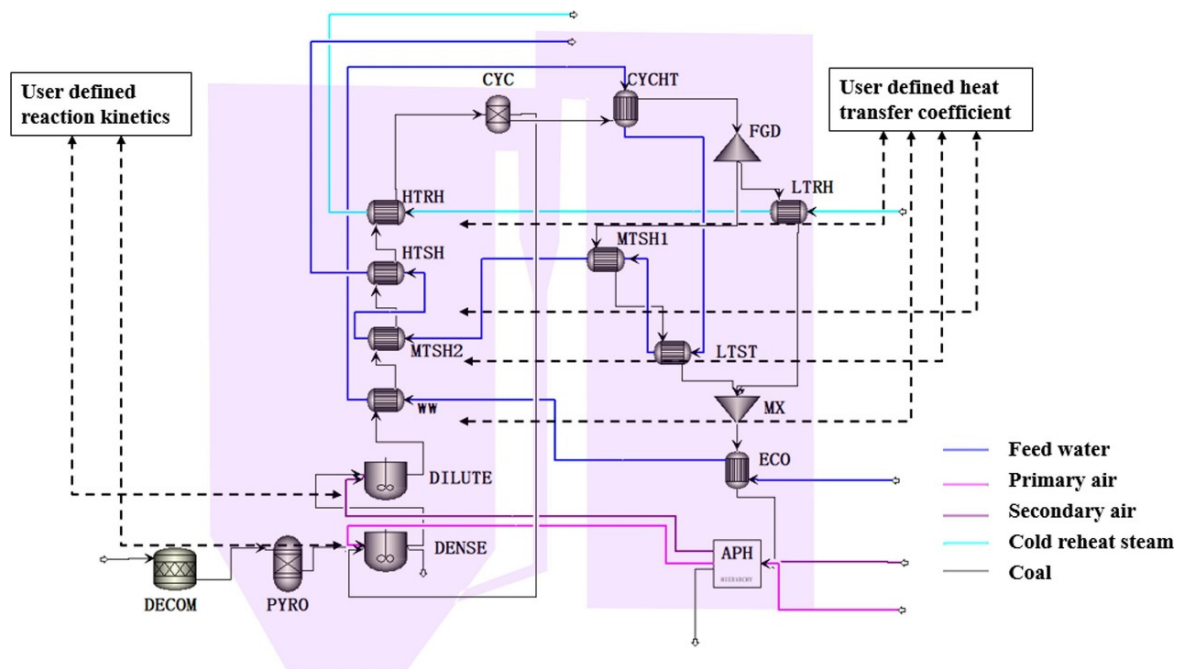 CYC
CYCHT
User defined
reaction kinetics
User defined heat
transfer coefficient
FGD
HTRH
LTRH
MTSH1
HTSH
MTSH2
LTST
WW
MX
ECO
DILUTE
DENSE
APH
HIERARCHY
DECOM
PYRO
Feed water
Primary air
Secondary air
Cold reheat steam
Coal